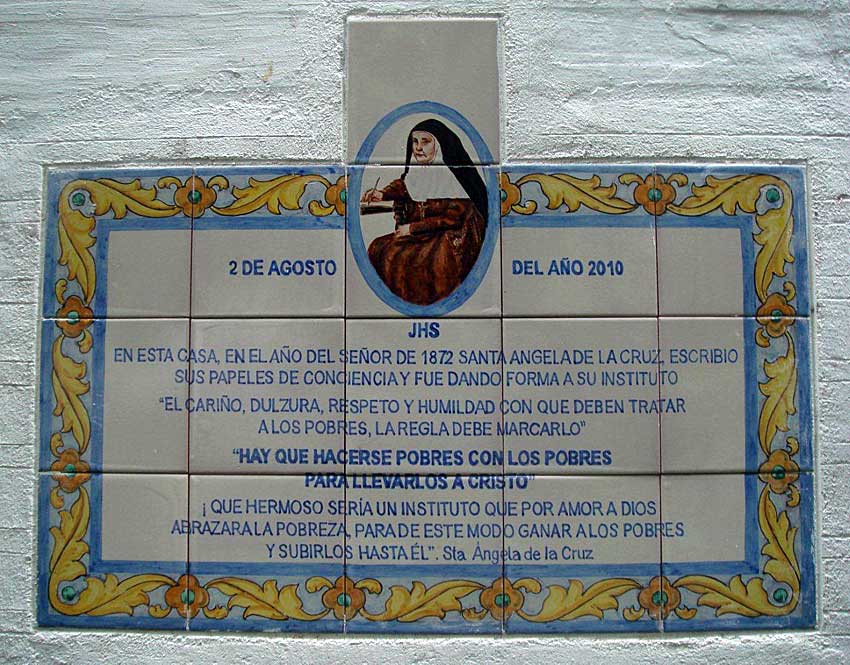 2 DE AGOSTO DEL AÑO 2010
JHS
EN ESTA CASA, EN EL AÑO DEL SEÑOR DE 1872 SANTA ANGELA DE LA CRUZ, ESCRIBIO
SUS PAPELES DE CONCIENCIA Y FUE DANDO FORMA A SU INSTITUTO
"EL CARIÑO, DULZURA, RESPETO Y HUMILDAD CON QUE DEBEN TRATAR
A LOS POBRES, LA REGLA DEBE MARCARLO"
"HAY QUE HACERSE POBRES CON LOS POBRES
PARA LLEVARLOS A CRISTO"
¡ QUE HERMOSO SERÍA UN INSTITUTO QUE POR AMOR A DIOS
ABRAZARA LA POBREZA, PARA DE ESTE MODO GANAR A LOS POBRES
Y SUBIRLOS HASTA ÉL". Sta Ángela de la Cruz